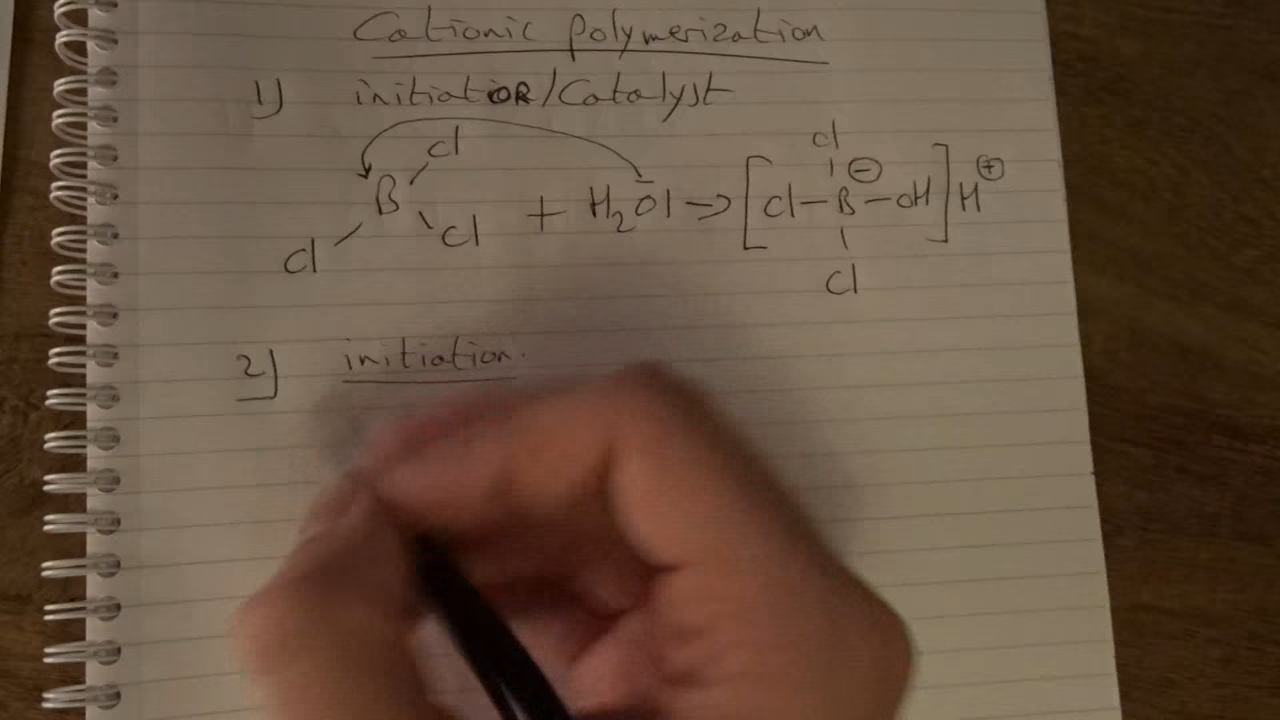 Cationic polymerization
1) initiatOR/Catalyst
Cl
B
Cl
Cl
+ H₂O| → [Cl-B-OH]H⊕
Cl
⊖
Cl
2) initiation.